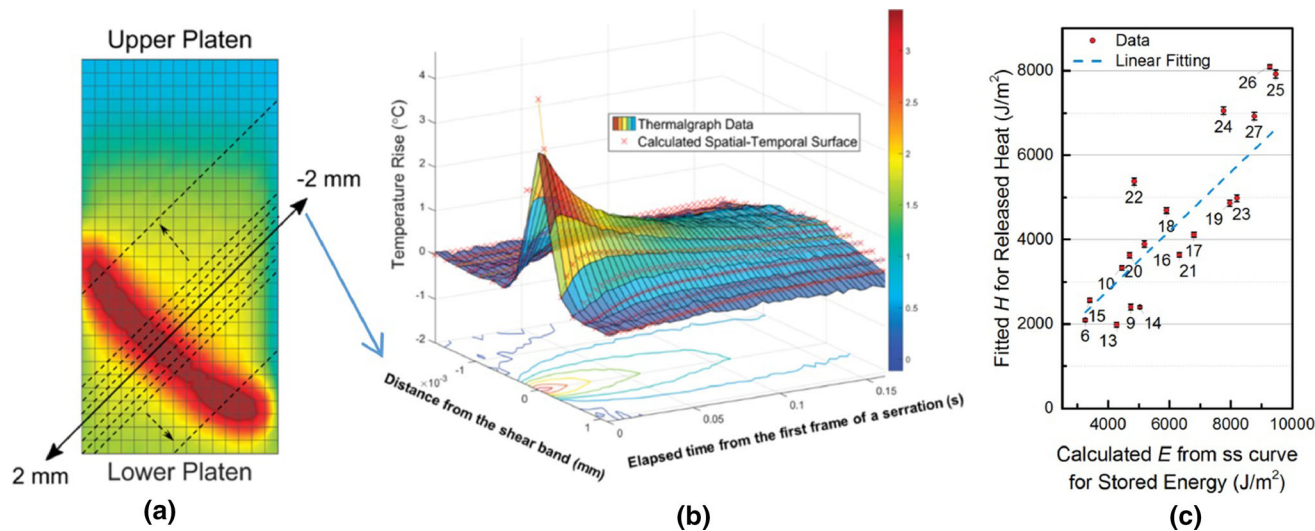 Upper Platen
-2 mm
2 mm
Lower Platen
(a)
4
3
2
1
0
-1
-2
Temperature Rise (°C)
Thermalgraph Data
Calculated Spatial-Temporal Surface
3
2.5
2
1.5
1
0.5
0
×10-3
-1
0
1
Distance from the shear band (mm)
0
0.05
0.1
0.15
Elapsed time from the first frame of a serration (s)
(b)
Data
Linear Fitting
8000
6000
4000
2000
0
Fitted H for Released Heat (J/m²)
26
25
24
27
22
18
19
23
16
17
10
20
21
15
6
13
9
14
4000
6000
8000
10000
Calculated E from ss curve
for Stored Energy (J/m²)
(c)